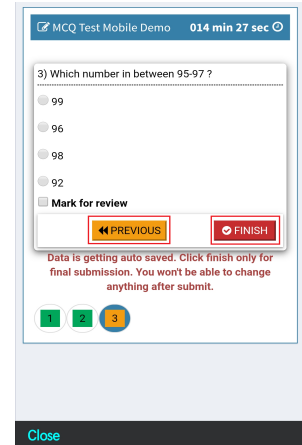 MCQ Test Mobile Demo 014 min 27 sec
3) Which number in between 95-97 ?
99
96
98
92
Mark for review
PREVIOUS FINISH
Data is getting auto saved. Click finish only for
final submission. You won't be able to change
anything after submit.
1 2 3
Close